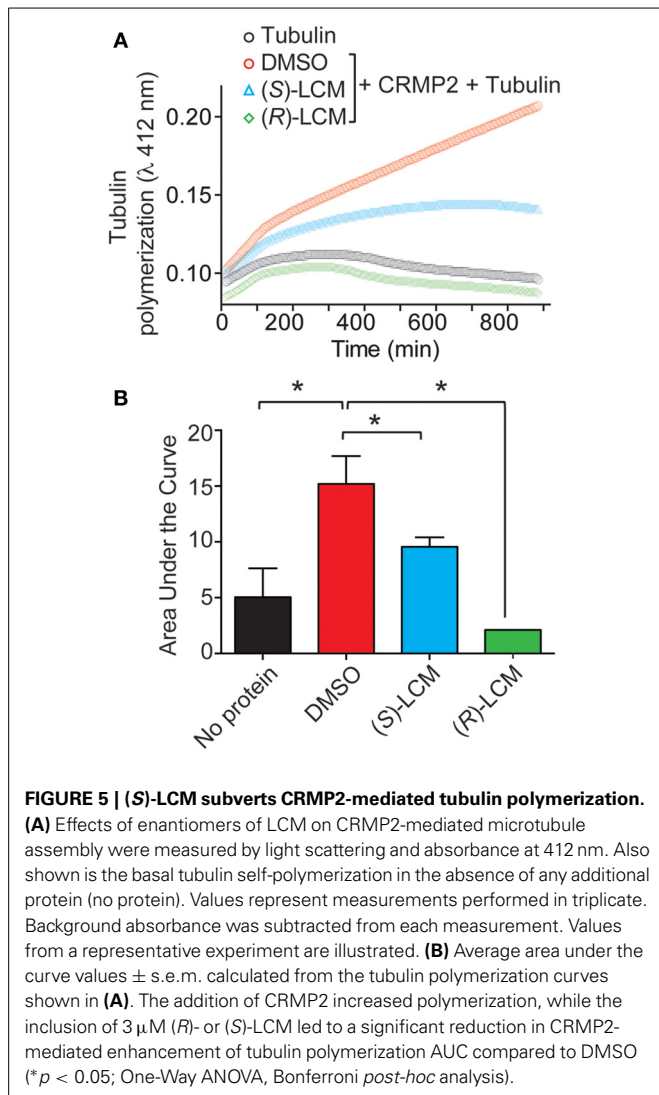 A
Tubulin
DMSO
(S)-LCM
(R)-LCM
+ CRMP2 + Tubulin
Tubulin
polymerization (λ 412 nm)
0.20
0.15
0.10
0 200 400 600 800
Time (min)
B
* * *
Area Under the Curve
20
15
10
5
0
No protein
DMSO
(S)-LCM
(R)-LCM
FIGURE 5 | (S)-LCM subverts CRMP2-mediated tubulin polymerization.
(A) Effects of enantiomers of LCM on CRMP2-mediated microtubule
assembly were measured by light scattering and absorbance at 412 nm. Also
shown is the basal tubulin self-polymerization in the absence of any additional
protein (no protein). Values represent measurements performed in triplicate.
Background absorbance was subtracted from each measurement. Values
from a representative experiment are illustrated. (B) Average area under the
curve values ± s.e.m. calculated from the tubulin polymerization curves
shown in (A). The addition of CRMP2 increased polymerization, while the
inclusion of 3 μM (R)- or (S)-LCM led to a significant reduction in CRMP2-
mediated enhancement of tubulin polymerization AUC compared to DMSO
(*p < 0.05; One-Way ANOVA, Bonferroni post-hoc analysis).